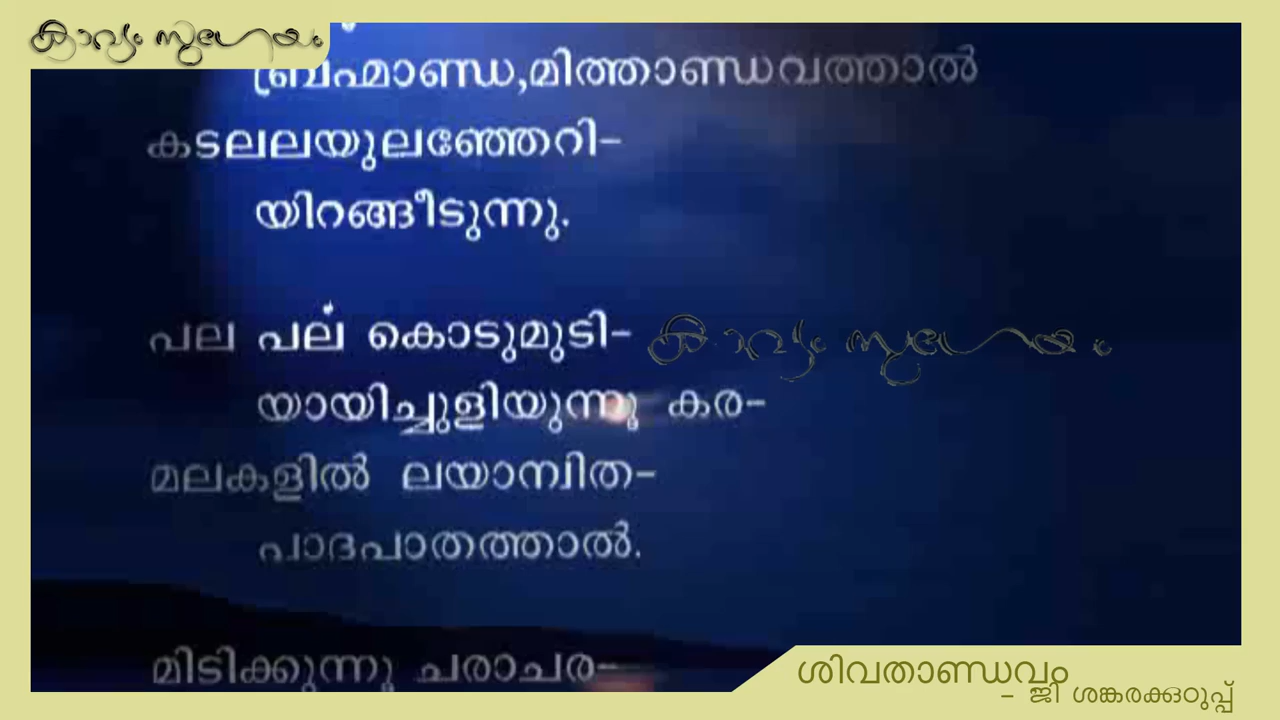 കാവ്യം സുഗേയം
ബ്രഹ്മാണ്ഡ,മിത്താണ്ഡവത്താൽ
കടലലയുലഞ്ഞേറി-
യിറങ്ങീടുന്നു.
പല പല കൊടുമുടി-
കാവ്യം സുഗേയം
യായിച്ചുളിയുന്നൂ കര-
മലകളിൽ ലയാന്വിത-
പാദപാതത്താൽ.
മിടിക്കുന്നൂ ചരാചര-
ശിവതാണ്ഡവം
- ജി ശങ്കരക്കുറുപ്പ്